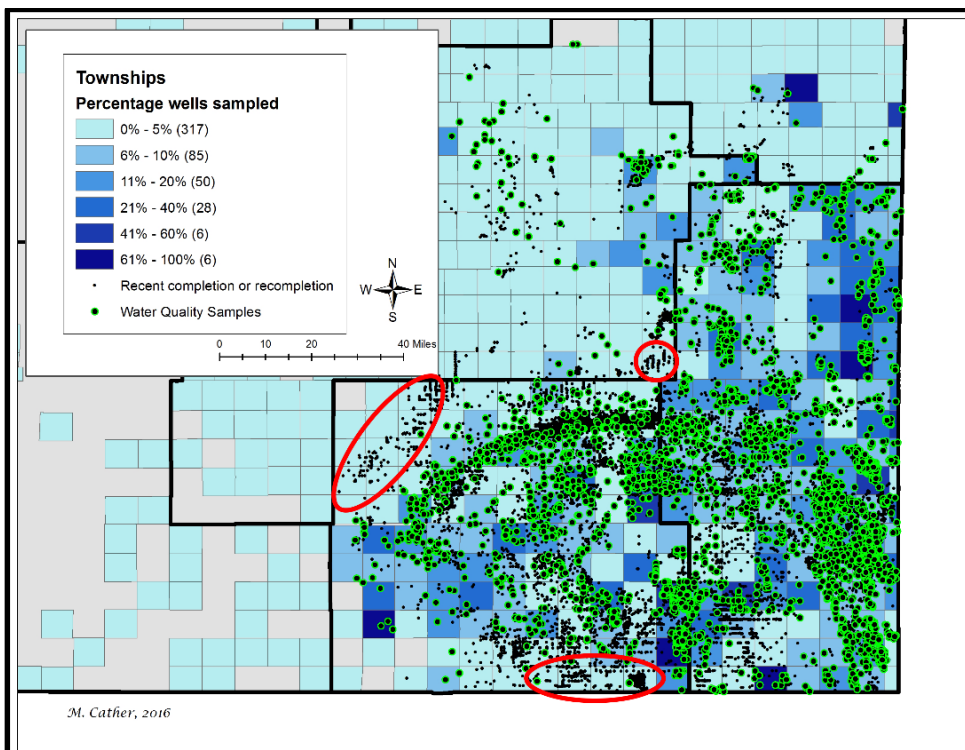 Townships
Percentage wells sampled
0% - 5% (317)
6% - 10% (85)
11% - 20% (50)
21% - 40% (28)
41% - 60% (6)
61% - 100% (6)
Recent completion or recompletion
Water Quality Samples
N
W E
S
0 10 20 40 Miles
M. Cather, 2016